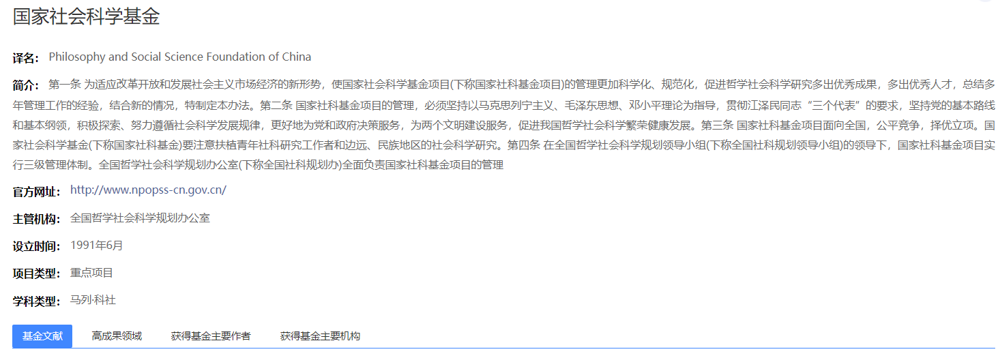 国家社会科学基金
译名： Philosophy and Social Science Foundation of China
简介： 第一条 为适应改革开放和发展社会主义市场经济的新形势，使国家社会科学基金项目(下称国家社科基金项目)的管理更加科学化、规范化，促进哲学社会科学研究多出优秀成果，多出优秀人才，总结多
年管理工作的经验，结合新的情况，特制定本办法。第二条 国家社科基金项目的管理，必须坚持以马克思列宁主义、毛泽东思想、邓小平理论为指导，贯彻江泽民同志“三个代表”的要求，坚持党的基本路线
和基本纲领，积极探索、努力遵循社会科学发展规律，更好地为党和政府决策服务，为两个文明建设服务，促进我国哲学社会科学繁荣健康发展。第三条 国家社科基金项目面向全国，公平竞争，择优立项。国
家社会科学基金(下称国家社科基金)要注意扶植青年社科研究工作者和边远、民族地区的社会科学研究。第四条 在全国哲学社会科学规划领导小组(下称全国社科规划领导小组)的领导下，国家社科基金项目实
行三级管理体制。全国哲学社会科学规划办公室(下称全国社科规划办)全面负责国家社科基金项目的管理
官方网址： http://www.npopss-cn.gov.cn/
主管机构： 全国哲学社会科学规划办公室
设立时间： 1991年6月
项目类型： 重点项目
学科类型： 马列·科社
基金文献 高成果领域 获得基金主要作者 获得基金主要机构